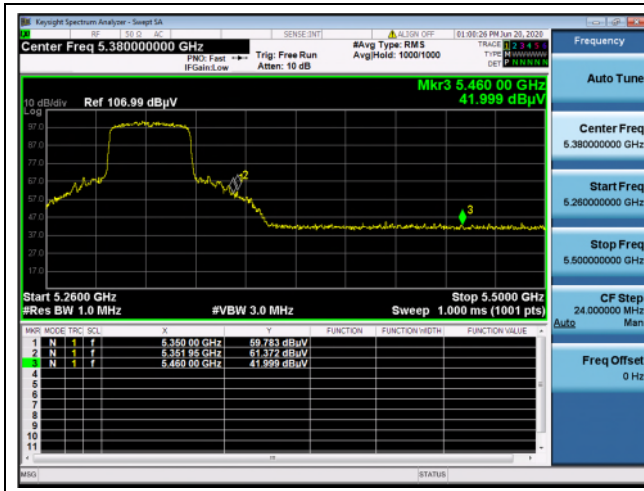 Keysight Spectrum Analyzer - Swept SA
RF 50 Ω AC SENSE:INT ALIGN OFF 01:00:26 PM Jun 20, 2020
Center Freq 5.380000000 GHz
PNO: Fast Trig: Free Run
IFGain:Low Atten: 10 dB
#Avg Type: RMS
Avg|Hold: 1000/1000
TRACE 1 2 3 4 5 6
TYPE M
DET P N N N N N
Mkr3 5.460 00 GHz
41.999 dBµV
10 dB/div Ref 106.99 dBµV
Log
97.0
87.0
77.0
67.0
57.0
47.0
37.0
27.0
17.0
2
3
Start 5.2600 GHz Stop 5.5000 GHz
#Res BW 1.0 MHz #VBW 3.0 MHz Sweep 1.000 ms (1001 pts)
MKR MODE TRC SCL X Y FUNCTION FUNCTION WIDTH FUNCTION VALUE
1 N 1 f 5.350 00 GHz 59.783 dBµV
2 N 1 f 5.351 95 GHz 61.372 dBµV
3 N 1 f 5.460 00 GHz 41.999 dBµV
4
5
6
7
8
9
10
11
MSG STATUS
Frequency
Auto Tune
Center Freq
5.380000000 GHz
Start Freq
5.260000000 GHz
Stop Freq
5.500000000 GHz
CF Step
24.000000 MHz
Auto Man
Freq Offset
0 Hz